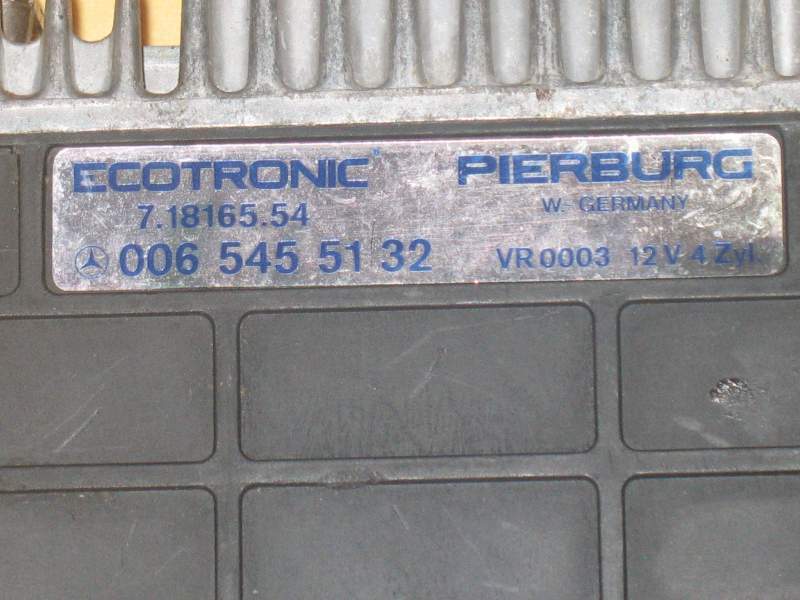 ECOTRONIC PIERBURG
7.18165.54 W.- GERMANY
006 545 51 32 VR 0003 12 V 4 Zyl.